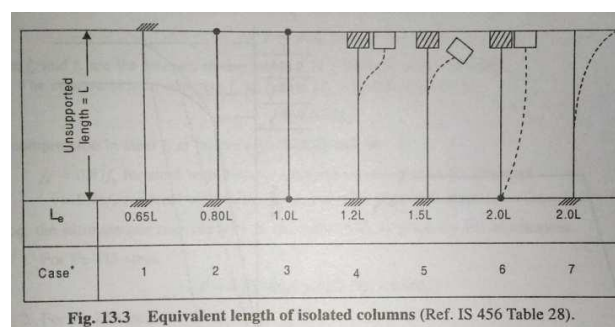 Unsupported
length = L
Le 0.65L 0.80L 1.0L 1.2L 1.5L 2.0L 2.0L
Case* 1 2 3 4 5 6 7
Fig. 13.3 Equivalent length of isolated columns (Ref. IS 456 Table 28).